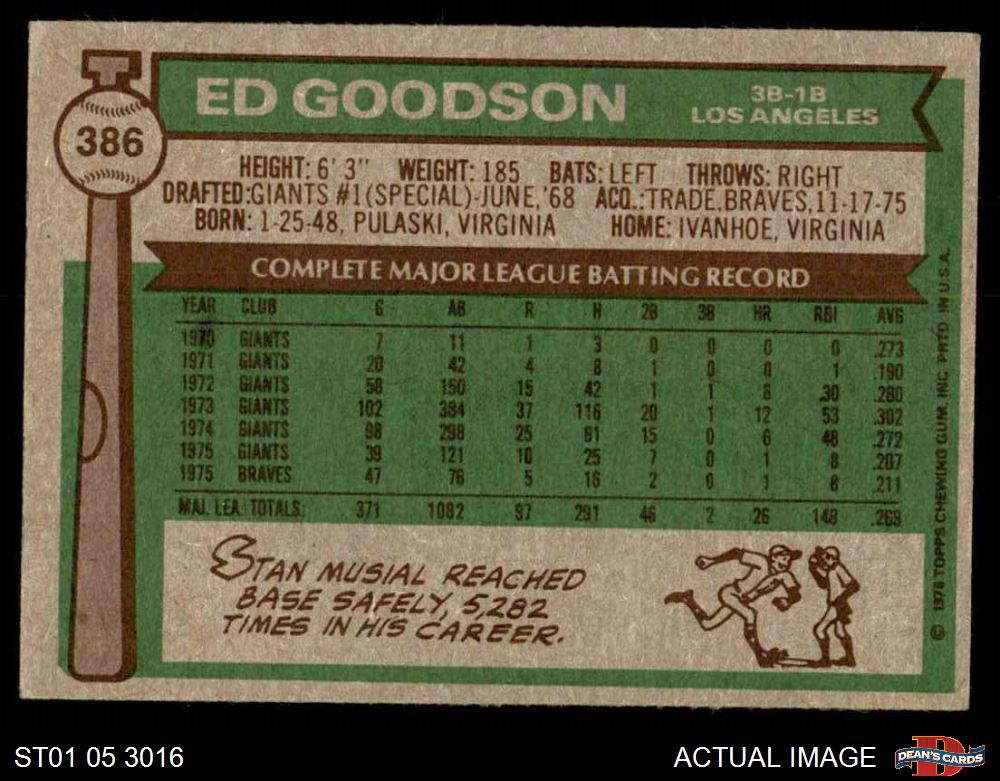 386
ED GOODSON
3B-1B
LOS ANGELES
HEIGHT: 6' 3" WEIGHT: 185 BATS: LEFT THROWS: RIGHT
DRAFTED: GIANTS #1 (SPECIAL)-JUNE, '68 ACQ.: TRADE, BRAVES, 11-17-75
BORN: 1-25-48, PULASKI, VIRGINIA HOME: IVANHOE, VIRGINIA
COMPLETE MAJOR LEAGUE BATTING RECORD
YEAR CLUB G AB R H 2B 3B HR RBI AVG
1970 GIANTS 7 11 1 3 0 0 0 0 .273
1971 GIANTS 20 42 4 8 1 0 0 1 .190
1972 GIANTS 58 150 15 42 1 1 6 30 .280
1973 GIANTS 102 384 37 116 20 1 12 53 .302
1974 GIANTS 98 298 25 81 15 0 6 48 .272
1975 GIANTS 39 121 10 25 7 0 1 8 .207
1975 BRAVES 47 76 5 16 2 0 1 8 .211
MAJ. LEA. TOTALS 371 1082 97 291 46 2 26 148 .269
STAN MUSIAL REACHED
BASE SAFELY, 5,282
TIMES IN HIS CAREER.
© 1976 TOPPS CHEWING GUM, INC. PRTD. IN U.S.A.
ST01 05 3016
ACTUAL IMAGE
D
DEAN'S CARDS